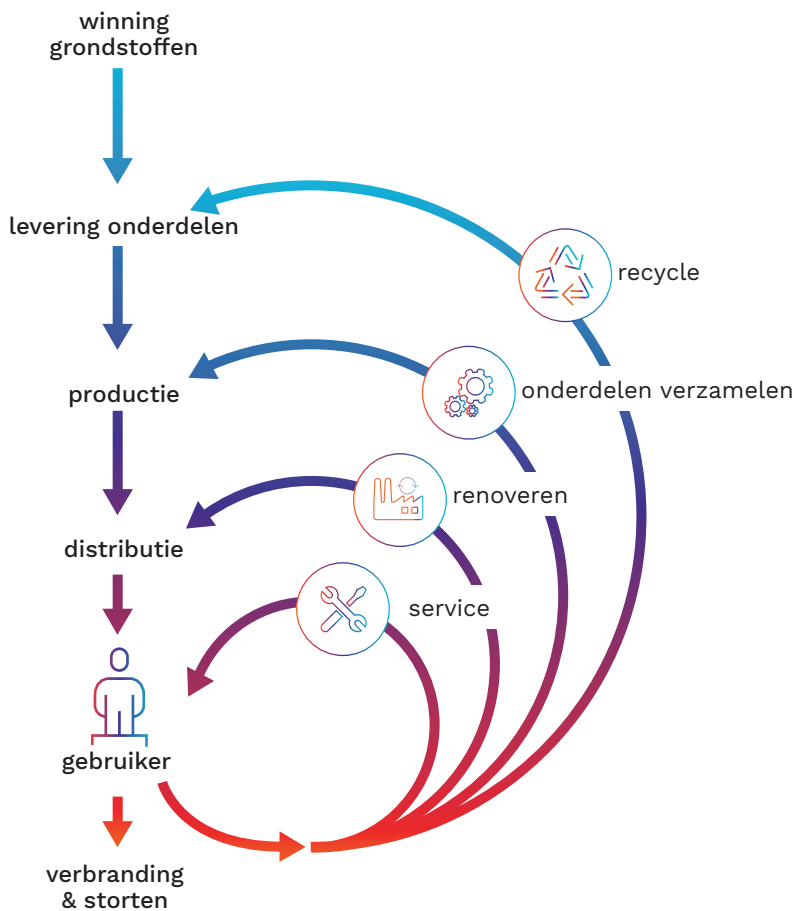 winning
grondstoffen
levering onderdelen
recycle
productie
onderdelen verzamelen
renoveren
distributie
service
gebruiker
verbranding
& storten